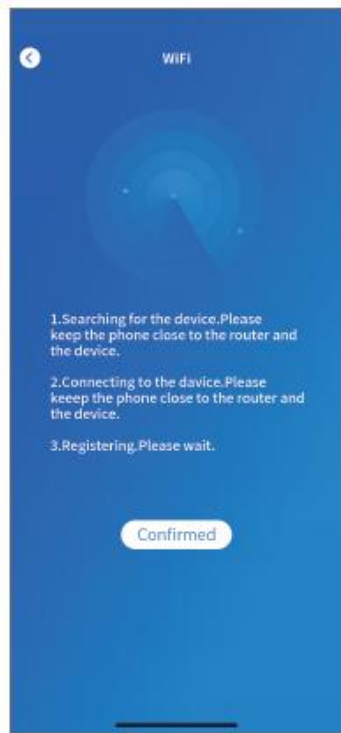 WiFi
1.Searching for the device.Please
keep the phone close to the router and
the device.
2.Connecting to the davice.Please
keeep the phone close to the router and
the device.
3.Registering.Please wait.
Confirmed